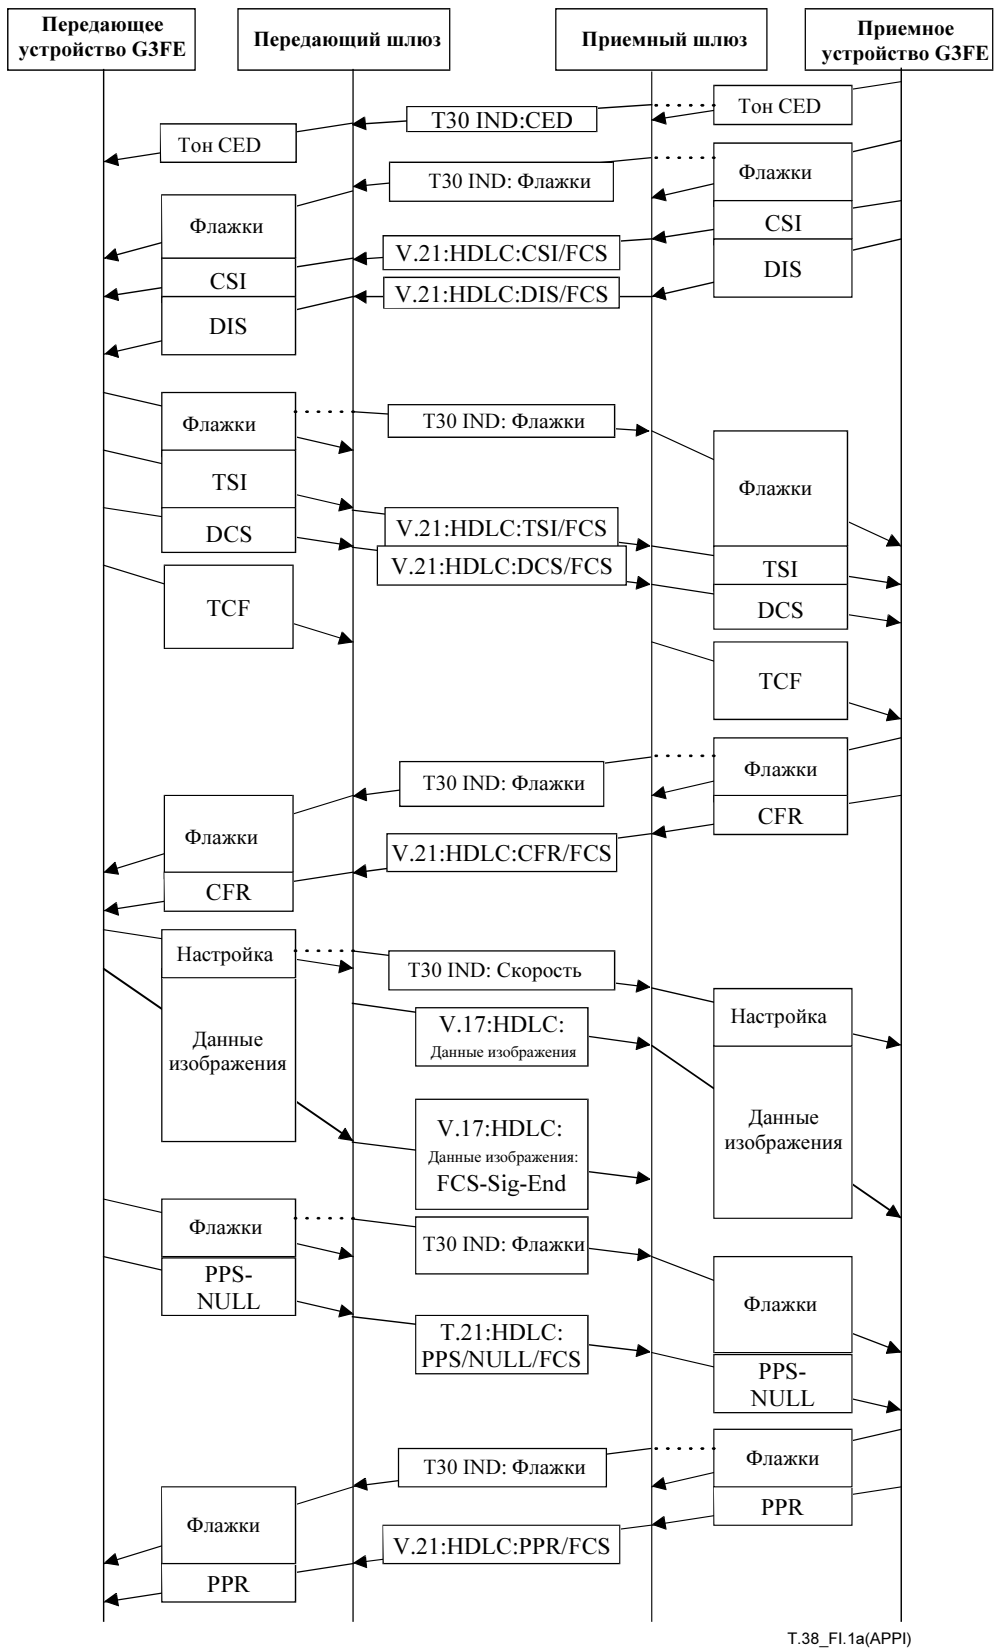 Передающее
устройство G3FE
Передающий шлюз
Приемный шлюз
Приемное
устройство G3FE
Тон CED
T30 IND:CED
Тон CED
Флажки
T30 IND: Флажки
Флажки
CSI
V.21:HDLC:CSI/FCS
CSI
DIS
V.21:HDLC:DIS/FCS
DIS
Флажки
T30 IND: Флажки
Флажки
TSI
V.21:HDLC:TSI/FCS
TSI
DCS
V.21:HDLC:DCS/FCS
DCS
TCF
TCF
Флажки
T30 IND: Флажки
Флажки
CFR
V.21:HDLC:CFR/FCS
CFR
Настройка
T30 IND: Скорость
Настройка
Данные
изображения
V.17:HDLC:
Данные изображения
Данные
изображения
V.17:HDLC:
Данные изображения:
FCS-Sig-End
Флажки
T30 IND: Флажки
Флажки
PPS-
NULL
T.21:HDLC:
PPS/NULL/FCS
PPS-
NULL
Флажки
T30 IND: Флажки
Флажки
PPR
V.21:HDLC:PPR/FCS
PPR
T.38_FI.1a(APPI)